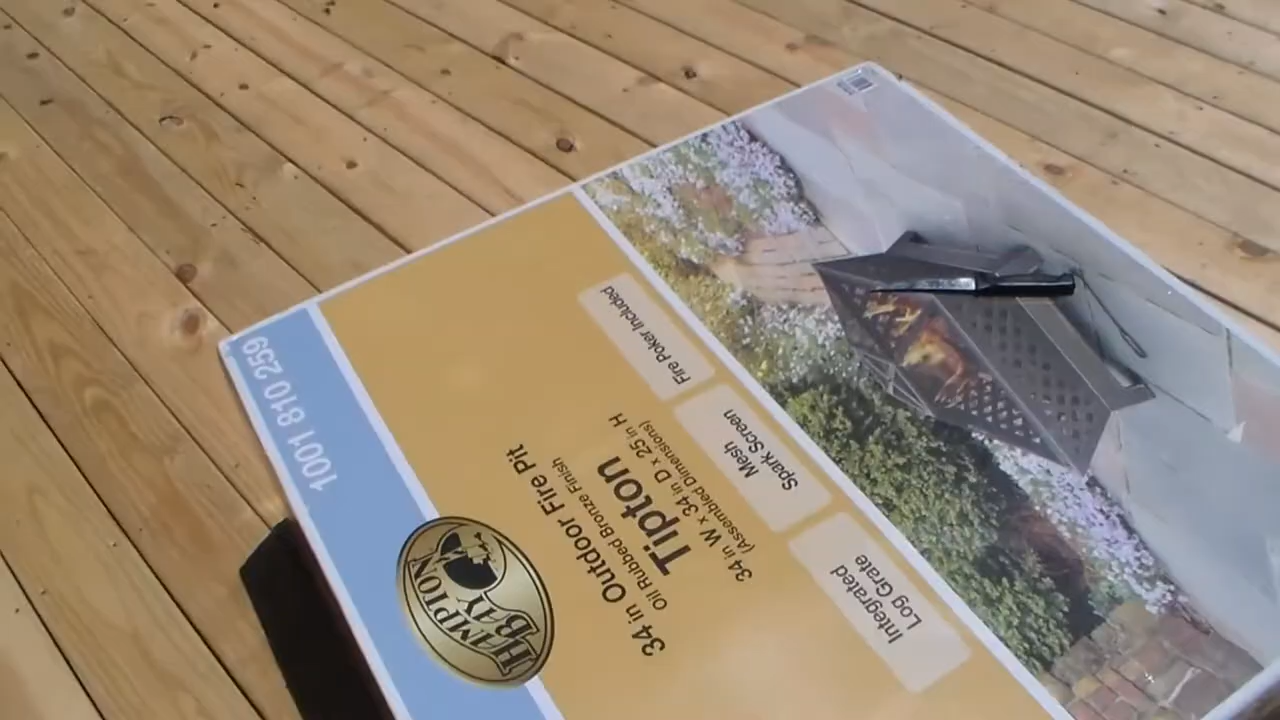 1001 810 259
HAMPTON
BAY
34 in Outdoor Fire Pit
Oil Rubbed Bronze Finish
Tipton
34 in W x 34 in D x 25 in H
(Assembled Dimensions)
Fire Poker Included
Mesh
Spark Screen
Integrated
Log Grate